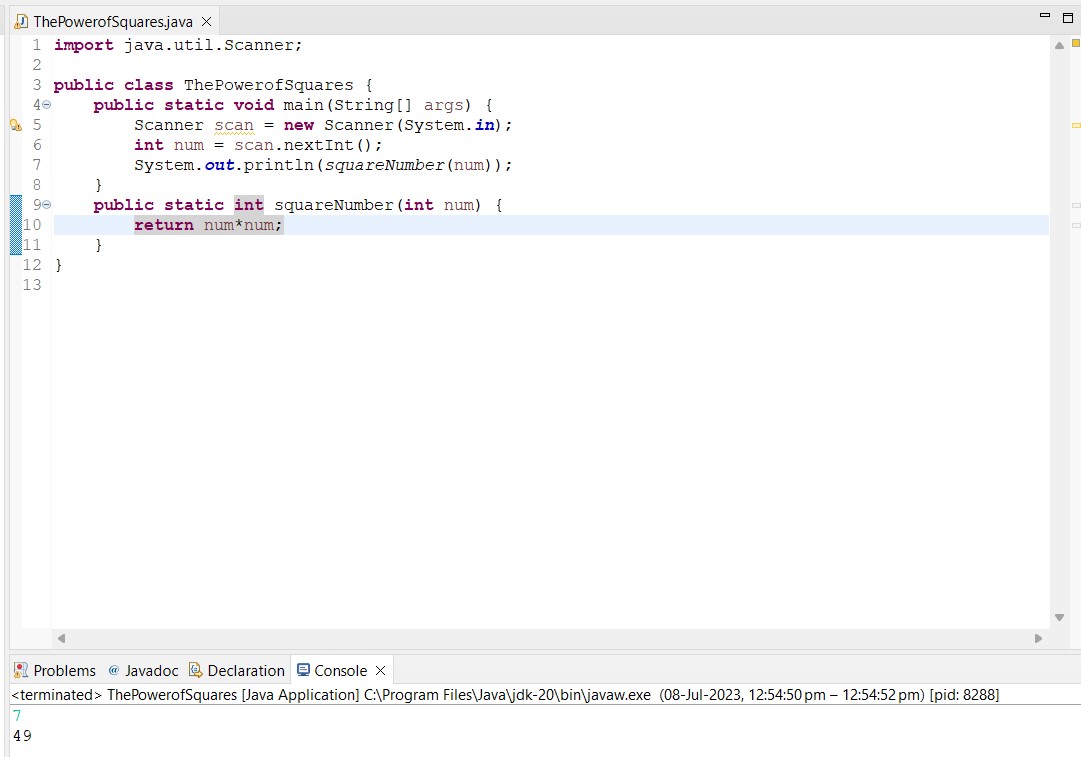 ThePowerofSquares.java
1 import java.util.Scanner;
2
3 public class ThePowerofSquares {
4 public static void main(String[] args) {
5 Scanner scan = new Scanner(System.in);
6 int num = scan.nextInt();
7 System.out.println(squareNumber(num));
8 }
9 public static int squareNumber(int num) {
10 return num*num;
11 }
12 }
13
Problems @ Javadoc Declaration Console
<terminated> ThePowerofSquares [Java Application] C:\Program Files\Java\jdk-20\bin\javaw.exe (08-Jul-2023, 12:54:50 pm – 12:54:52 pm) [pid: 8288]
7
49